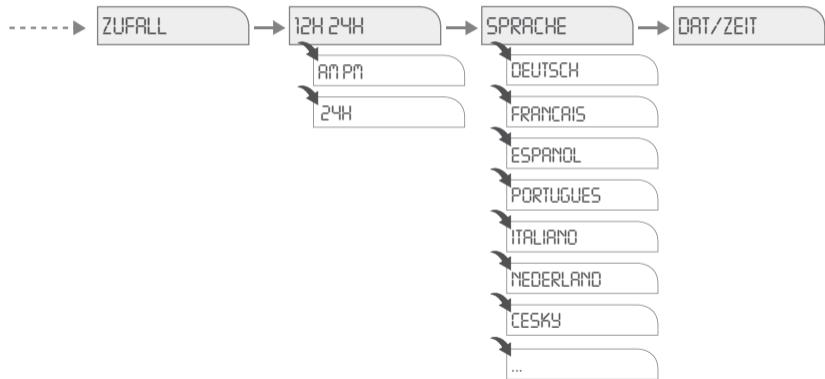 ZUFALL
12H 24H
SPRACHE
DAT/ZEIT
AM PM
24H
DEUTSCH
FRANCAIS
ESPANOL
PORTUGUES
ITALIANO
NEDERLAND
CESKY
...